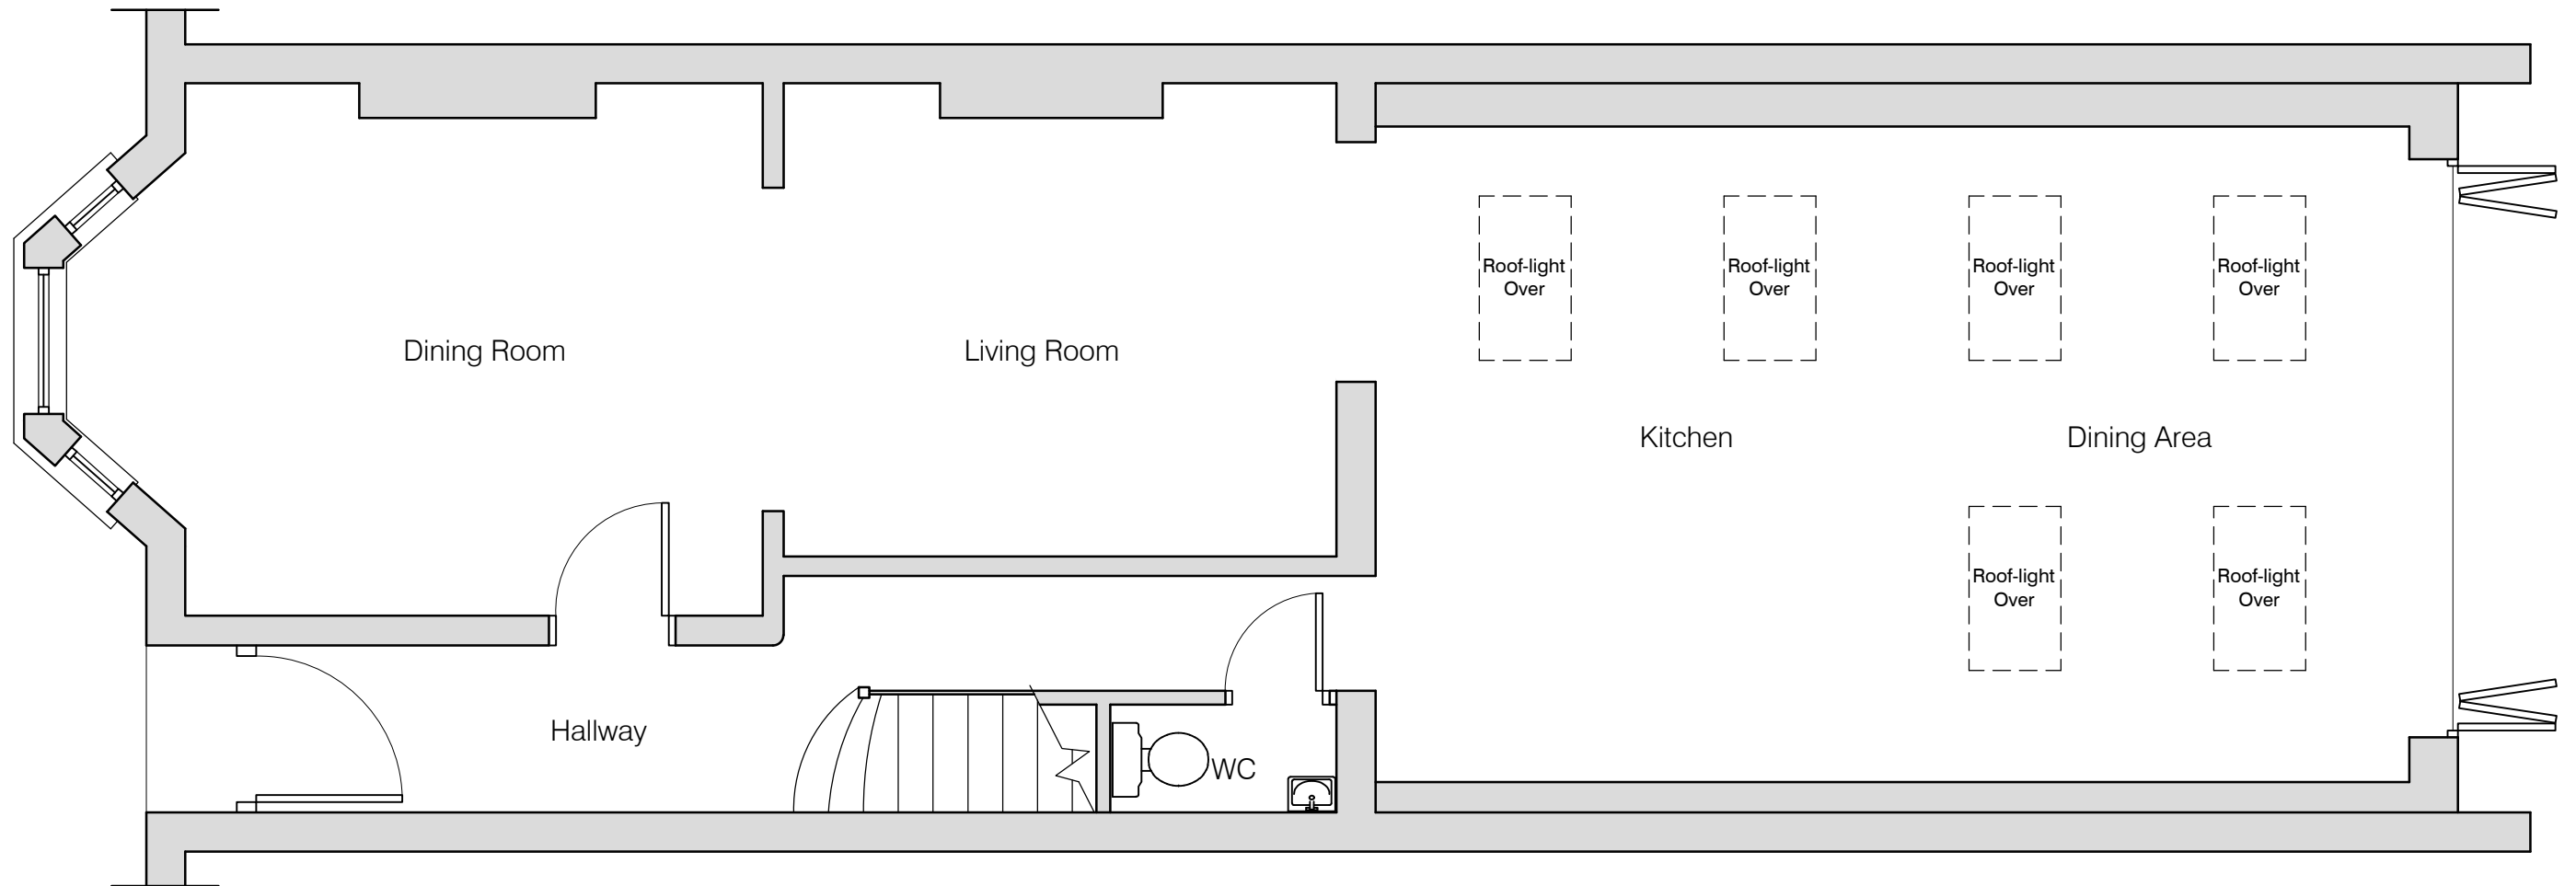 Roof-light
Over
Roof-light
Over
Roof-light
Over
Roof-light
Over
Dining Room
Living Room
Kitchen
Dining Area
Roof-light
Over
Roof-light
Over
Hallway
WC